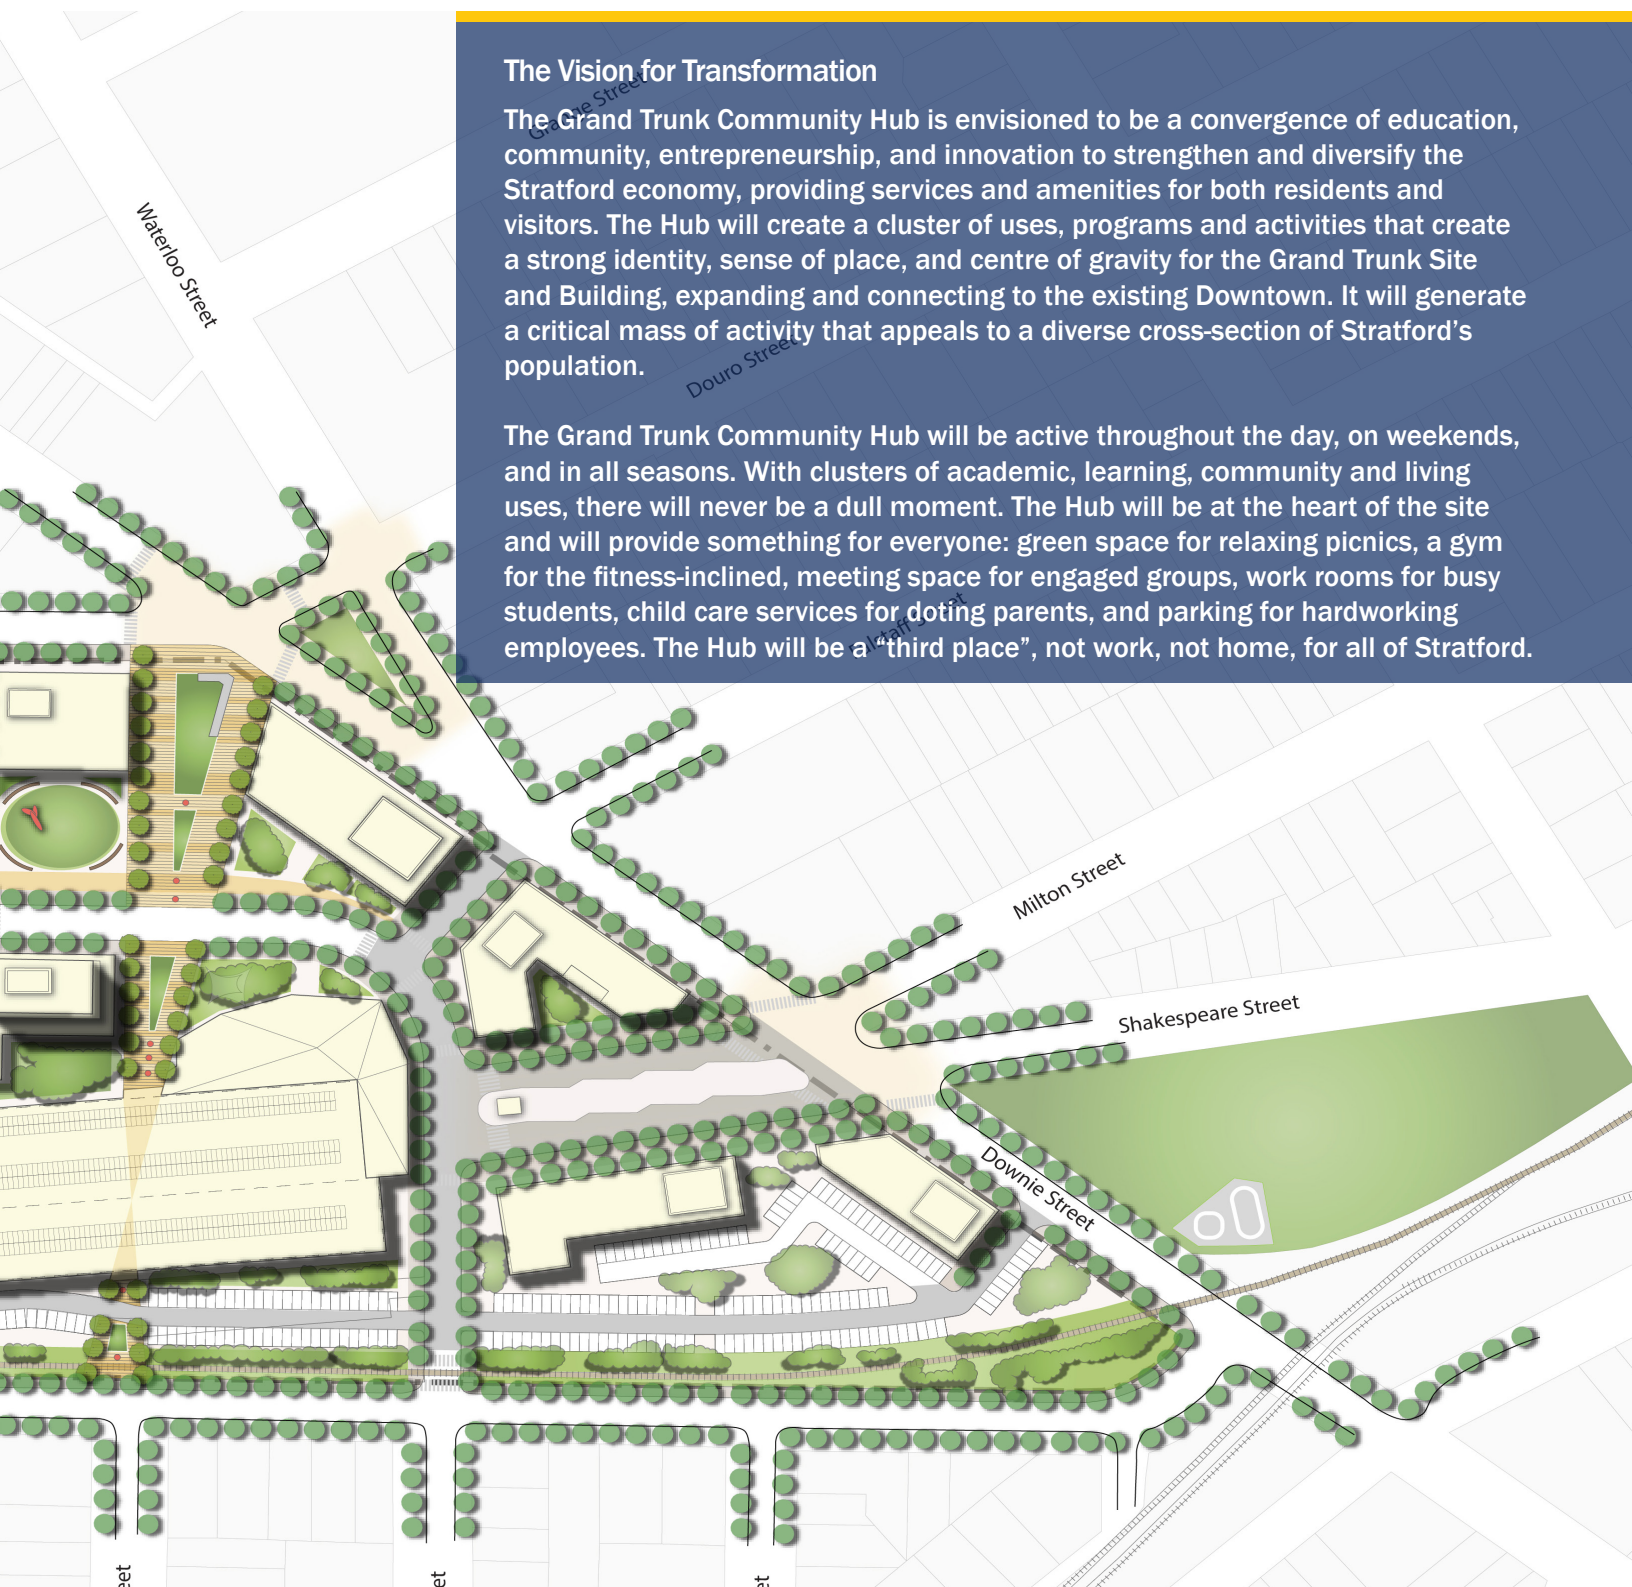 The Vision for Transformation
Grange Street
The Grand Trunk Community Hub is envisioned to be a convergence of education,
community, entrepreneurship, and innovation to strengthen and diversify the
Stratford economy, providing services and amenities for both residents and
visitors. The Hub will create a cluster of uses, programs and activities that create
a strong identity, sense of place, and centre of gravity for the Grand Trunk Site
and Building, expanding and connecting to the existing Downtown. It will generate
a critical mass of activity that appeals to a diverse cross-section of Stratford’s
population.
Douro Street
The Grand Trunk Community Hub will be active throughout the day, on weekends,
and in all seasons. With clusters of academic, learning, community and living
uses, there will never be a dull moment. The Hub will be at the heart of the site
and will provide something for everyone: green space for relaxing picnics, a gym
for the fitness-inclined, meeting space for engaged groups, work rooms for busy
students, child care services for doting parents, and parking for hardworking
employees. The Hub will be a “third place”, not work, not home, for all of Stratford.
Falstaff Street
Waterloo Street
Milton Street
Shakespeare Street
Downie Street